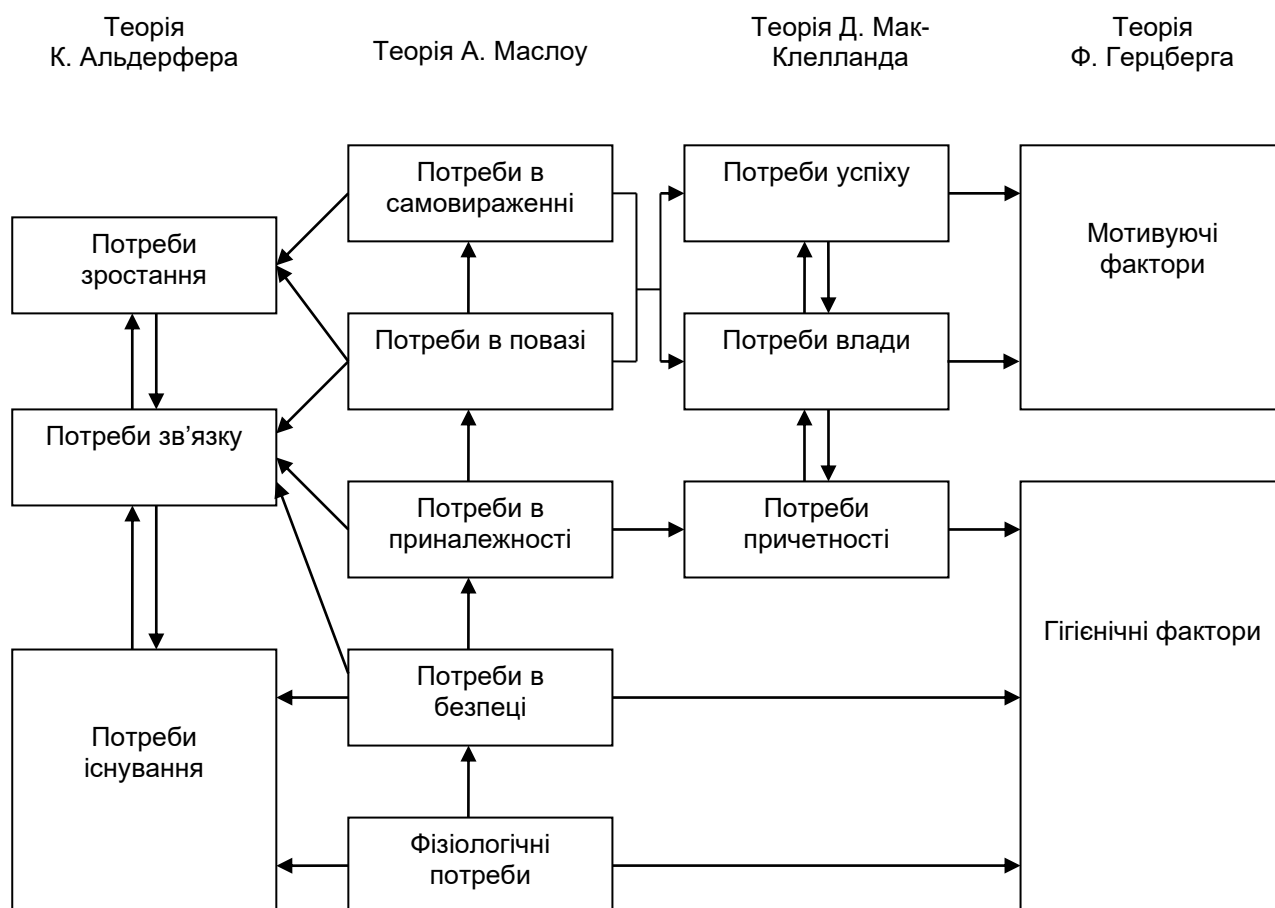 Теорія
К. Альдерфера
Теорія А. Маслоу
Теорія Д. Мак-
Клелланда
Теорія
Ф. Герцберга
Потреби в
самовираженні
Потреби успіху
Мотивуючі
фактори
Потреби
зростання
Потреби в повазі
Потреби влади
Потреби зв’язку
Потреби в
приналежності
Потреби
причетності
Гігієнічні фактори
Потреби в
безпеці
Потреби
існування
Фізіологічні
потреби